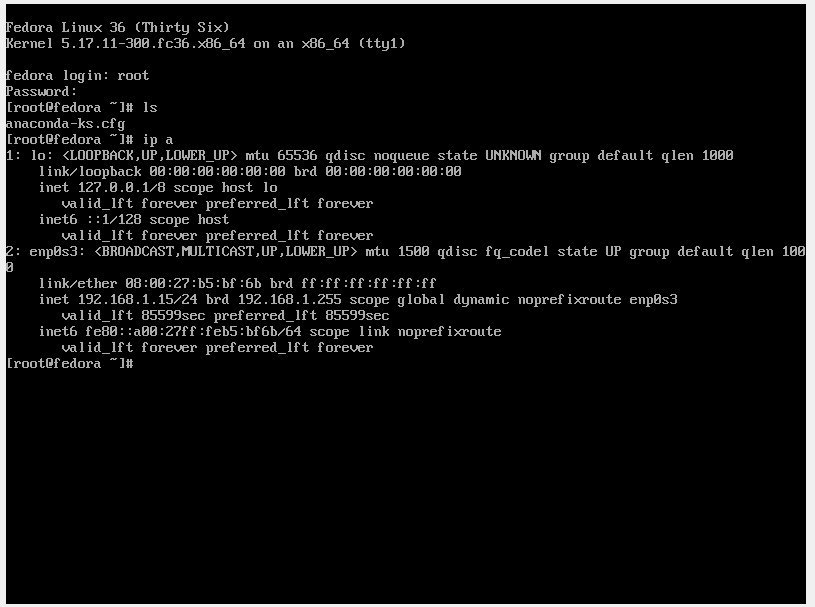 Fedora Linux 36 (Thirty Six)
Kernel 5.17.11-300.fc36.x86_64 on an x86_64 (tty1)
fedora login: root
Password:
[root@fedora ~]# ls
anaconda-ks.cfg
[root@fedora ~]# ip a
1: lo: <LOOPBACK,UP,LOWER_UP> mtu 65536 qdisc noqueue state UNKNOWN group default qlen 1000
    link/loopback 00:00:00:00:00:00 brd 00:00:00:00:00:00
    inet 127.0.0.1/8 scope host lo
       valid_lft forever preferred_lft forever
    inet6 ::1/128 scope host
       valid_lft forever preferred_lft forever
2: enp0s3: <BROADCAST,MULTICAST,UP,LOWER_UP> mtu 1500 qdisc fq_codel state UP group default qlen 100
0
    link/ether 08:00:27:b5:bf:6b brd ff:ff:ff:ff:ff:ff
    inet 192.168.1.15/24 brd 192.168.1.255 scope global dynamic noprefixroute enp0s3
       valid_lft 85599sec preferred_lft 85599sec
    inet6 fe80::a00:27ff:feb5:bf6b/64 scope link noprefixroute
       valid_lft forever preferred_lft forever
[root@fedora ~]#